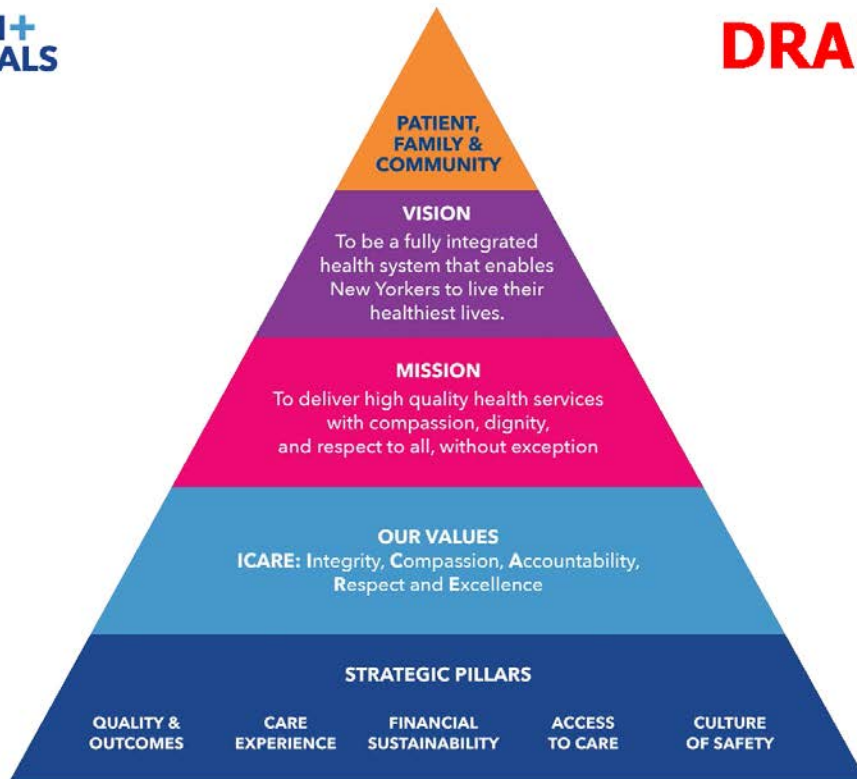 +
ALS
DRA
PATIENT,
FAMILY &
COMMUNITY
VISION
To be a fully integrated
health system that enables
New Yorkers to live their
healthiest lives.
MISSION
To deliver high quality health services
with compassion, dignity,
and respect to all, without exception
OUR VALUES
ICARE: Integrity, Compassion, Accountability,
Respect and Excellence
STRATEGIC PILLARS
QUALITY & OUTCOMES
CARE EXPERIENCE
FINANCIAL SUSTAINABILITY
ACCESS TO CARE
CULTURE OF SAFETY